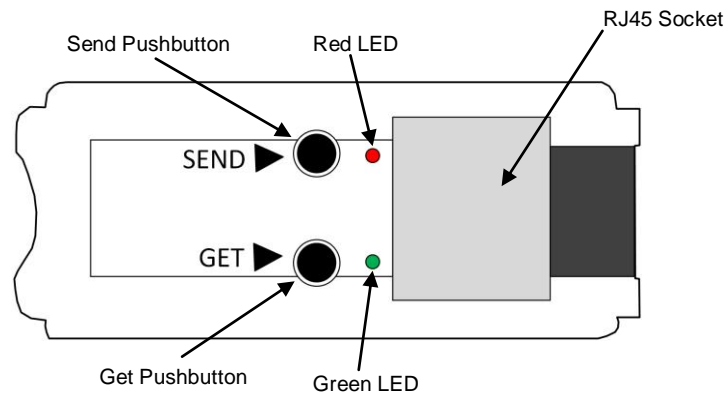 RJ45 Socket
Send Pushbutton
Red LED
SEND
GET
Get Pushbutton
Green LED